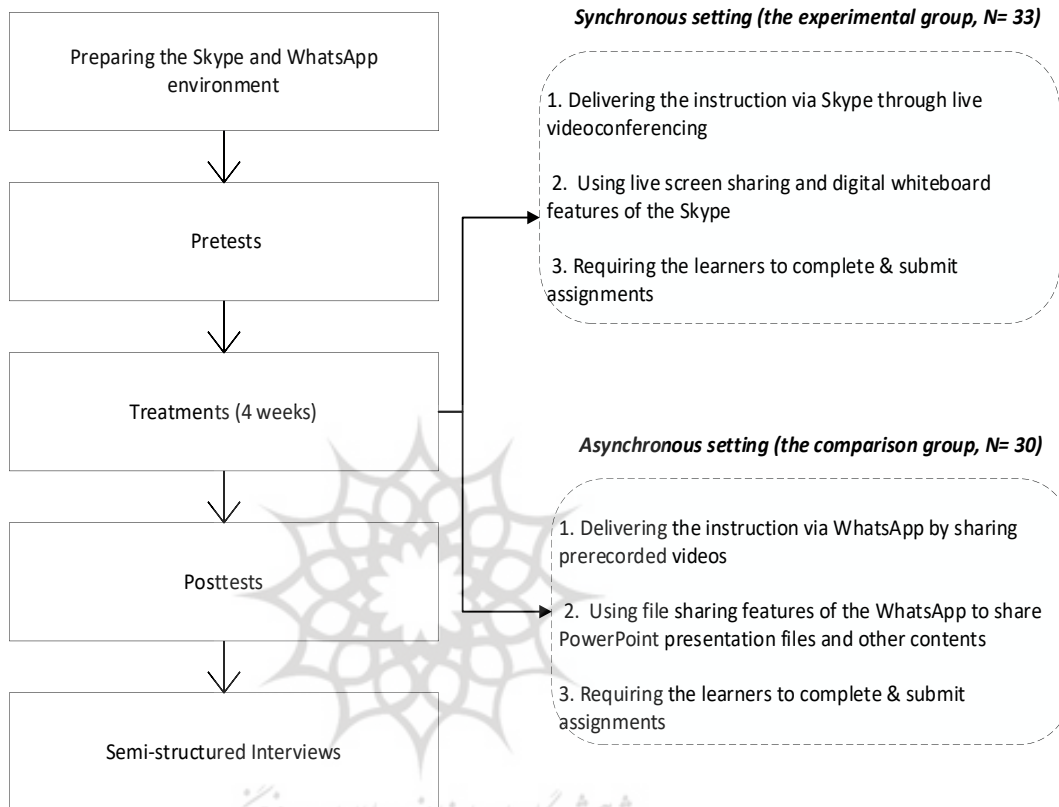 Preparing the Skype and WhatsApp
environment
Pretests
Treatments (4 weeks)
Posttests
Semi-structured Interviews
Synchronous setting (the experimental group, N= 33)
1. Delivering the instruction via Skype through live
videoconferencing
2. Using live screen sharing and digital whiteboard
features of the Skype
3. Requiring the learners to complete & submit
assignments
Asynchronous setting (the comparison group, N= 30)
1. Delivering the instruction via WhatsApp by sharing
prerecorded videos
2. Using file sharing features of the WhatsApp to share
PowerPoint presentation files and other contents
3. Requiring the learners to complete & submit
assignments